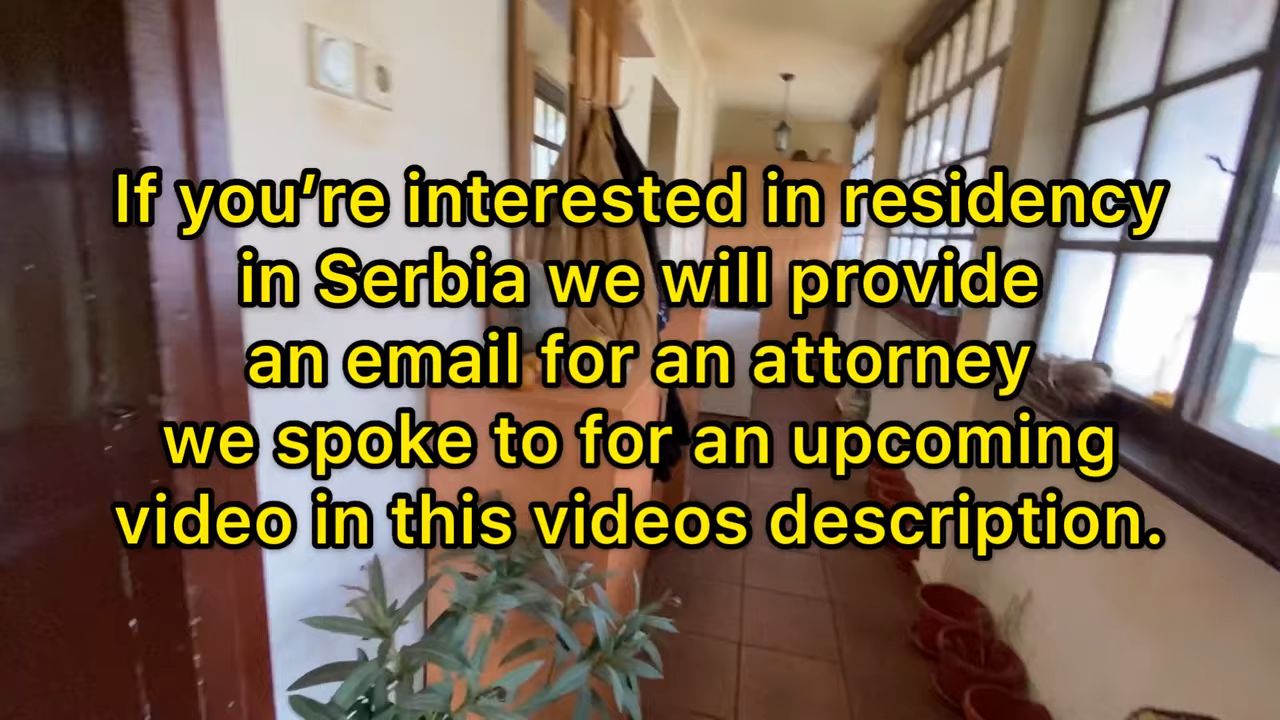 If you’re interested in residency
in Serbia we will provide
an email for an attorney
we spoke to for an upcoming
video in this videos description.